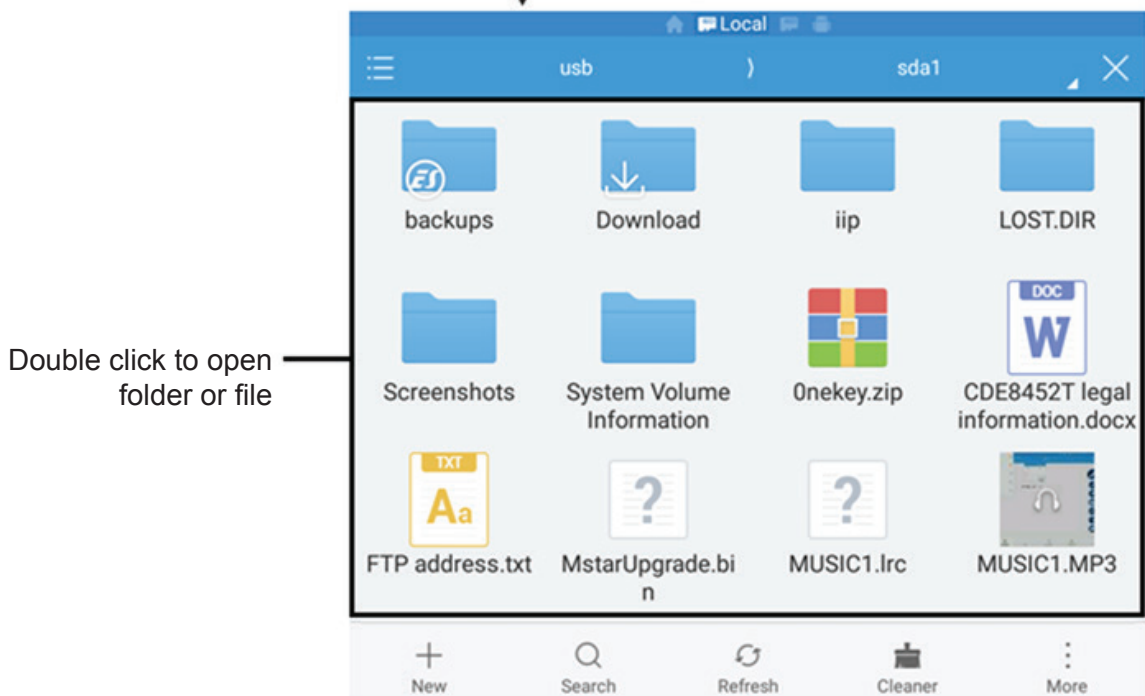 Local
usb
sda1
ES
backups
Download
iip
LOST.DIR
DOC
W
Double click to open
folder or file
Screenshots
System Volume
Information
0nekey.zip
CDE8452T legal
information.docx
TXT
Aa
?
?
FTP address.txt
MstarUpgrade.bi
n
MUSIC1.lrc
MUSIC1.MP3
New
Search
Refresh
Cleaner
More